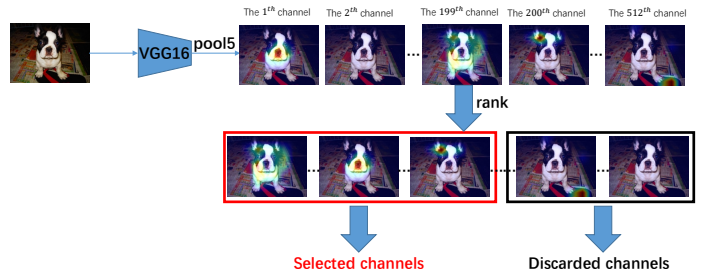 The 1th channel
The 2th channel
The 199th channel
The 200th channel
The 512th channel
VGG16
pool5
...
...
...
rank
...
...
...
...
Selected channels
Discarded channels